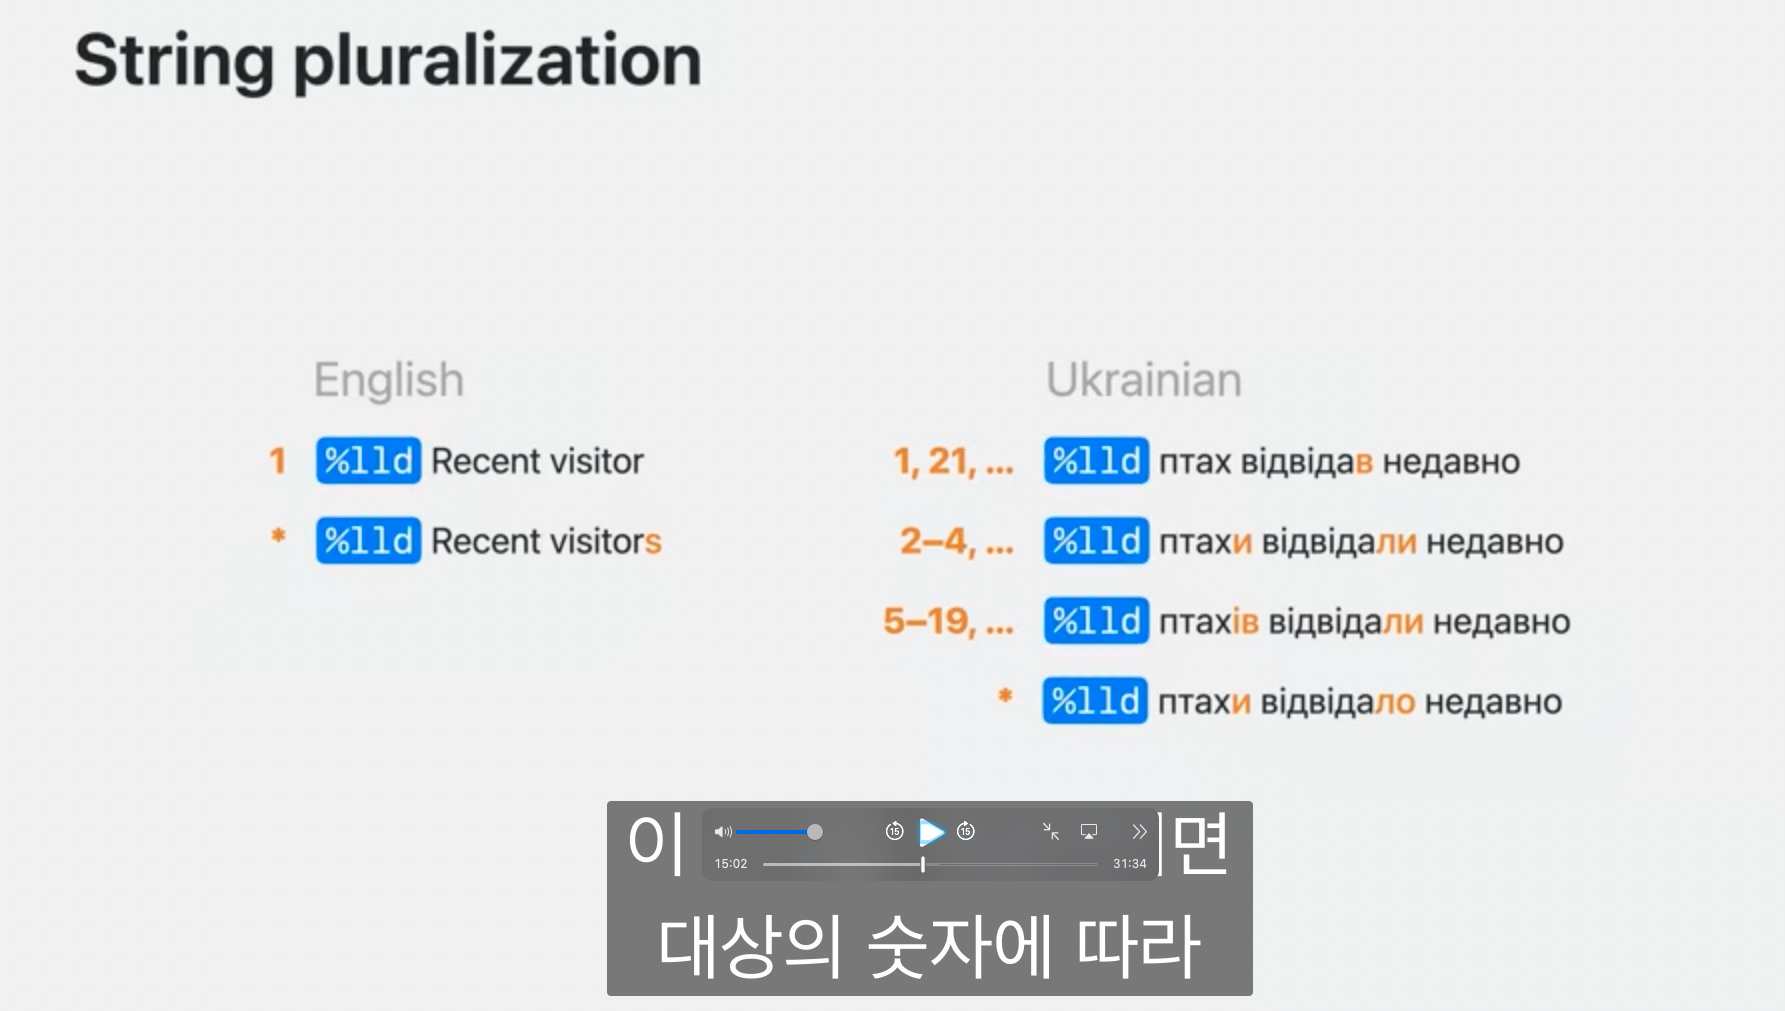 String pluralization
English
1 %lld Recent visitor
* %lld Recent visitors
Ukrainian
1, 21, ... %lld птах відвідав недавно
2–4, ... %lld птахи відвідали недавно
5–19, ... %lld птахів відвідали недавно
* %lld птахи відвідало недавно
이 면
15 15
15:02 31:34
대상의 숫자에 따라